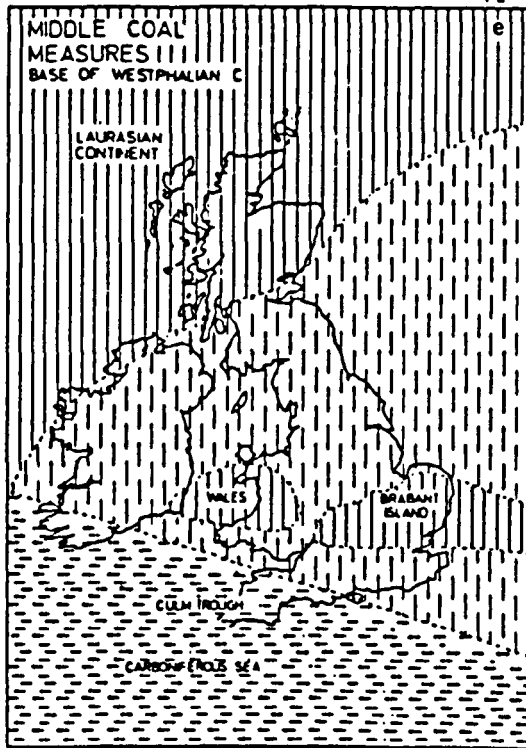 e
MIDDLE COAL
MEASURES
BASE OF WESTPHALIAN C
LAURASIAN
CONTINENT
WALES
BRABANT
ISLAND
CULM TROUGH
CARBONIFEROUS SEA